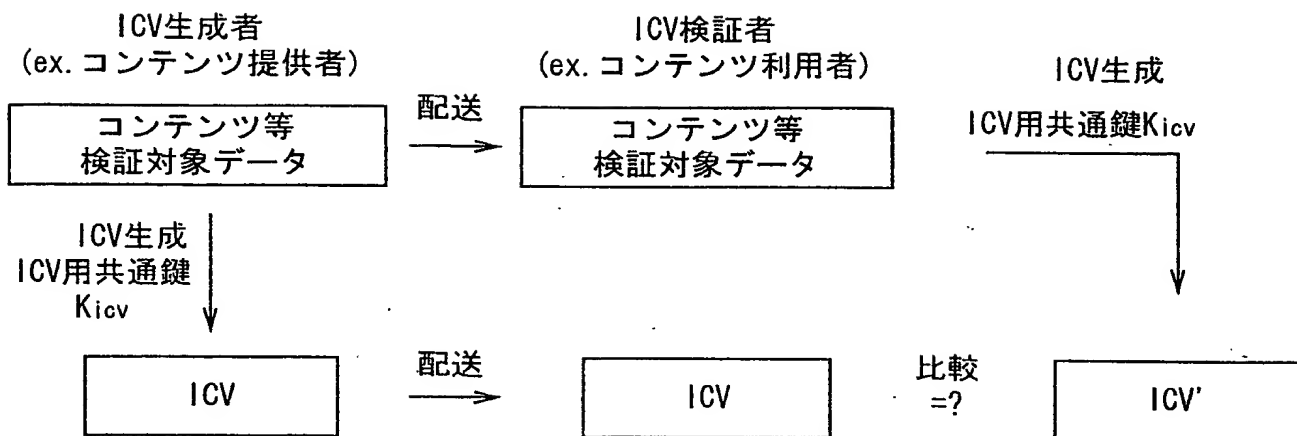 ICV生成者
(ex.コンテンツ提供者)
コンテンツ等
検証対象データ
配送
ICV検証者
(ex.コンテンツ利用者)
コンテンツ等
検証対象データ
ICV生成
ICV用共通鍵Kicv
ICV生成
ICV用共通鍵
Kicv
ICV
配送
ICV
比較
=?
ICV'